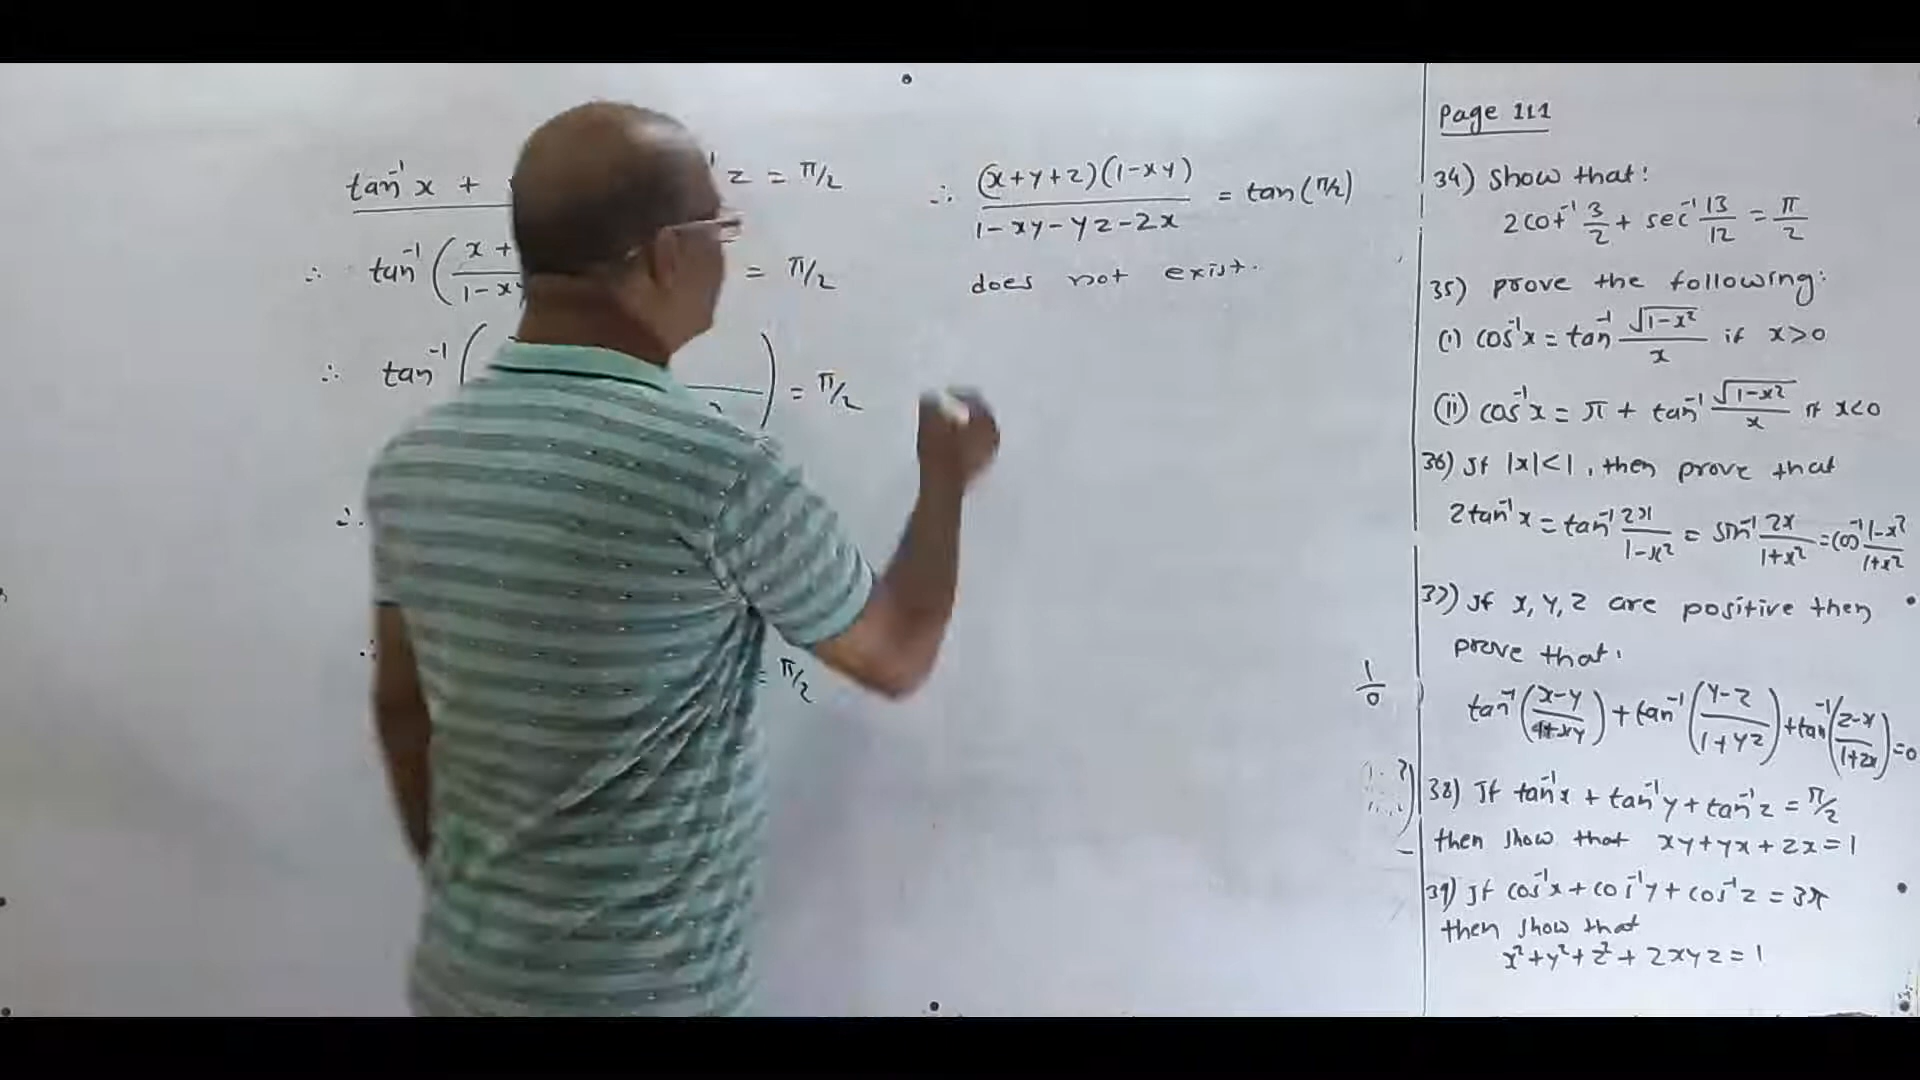 tan⁻¹x + ⁻¹z = π/2
∴ tan⁻¹(x+ / 1-xy = π/2
∴ tan⁻¹( ) = π/2
∴
∴ = π/2
∴ (x+y+z)(1-xy) / 1-xy-yz-zx = tan(π/2)
does not exist.
1/0
Page 111
34) Show that:
2cot⁻¹ 3/2 + sec⁻¹ 13/12 = π/2
35) prove the following:
(i) cos⁻¹x = tan⁻¹ √1-x² / x if x>0
(ii) cos⁻¹x = π + tan⁻¹ √1-x² / x if x<0
36) If |x|<1, then prove that
2tan⁻¹x = tan⁻¹ 2x/1-x² = sin⁻¹ 2x/1+x² = cos⁻¹ 1-x²/1+x²
37) If x, y, z are positive then
prove that:
tan⁻¹(x-y / 1+xy) + tan⁻¹(y-z / 1+yz) + tan⁻¹(z-x / 1+zx) = 0
38) If tan⁻¹x + tan⁻¹y + tan⁻¹z = π/2
then show that xy+yx+zx=1
39) If cos⁻¹x + cos⁻¹y + cos⁻¹z = 3π
then show that
x²+y²+z²+2xyz=1